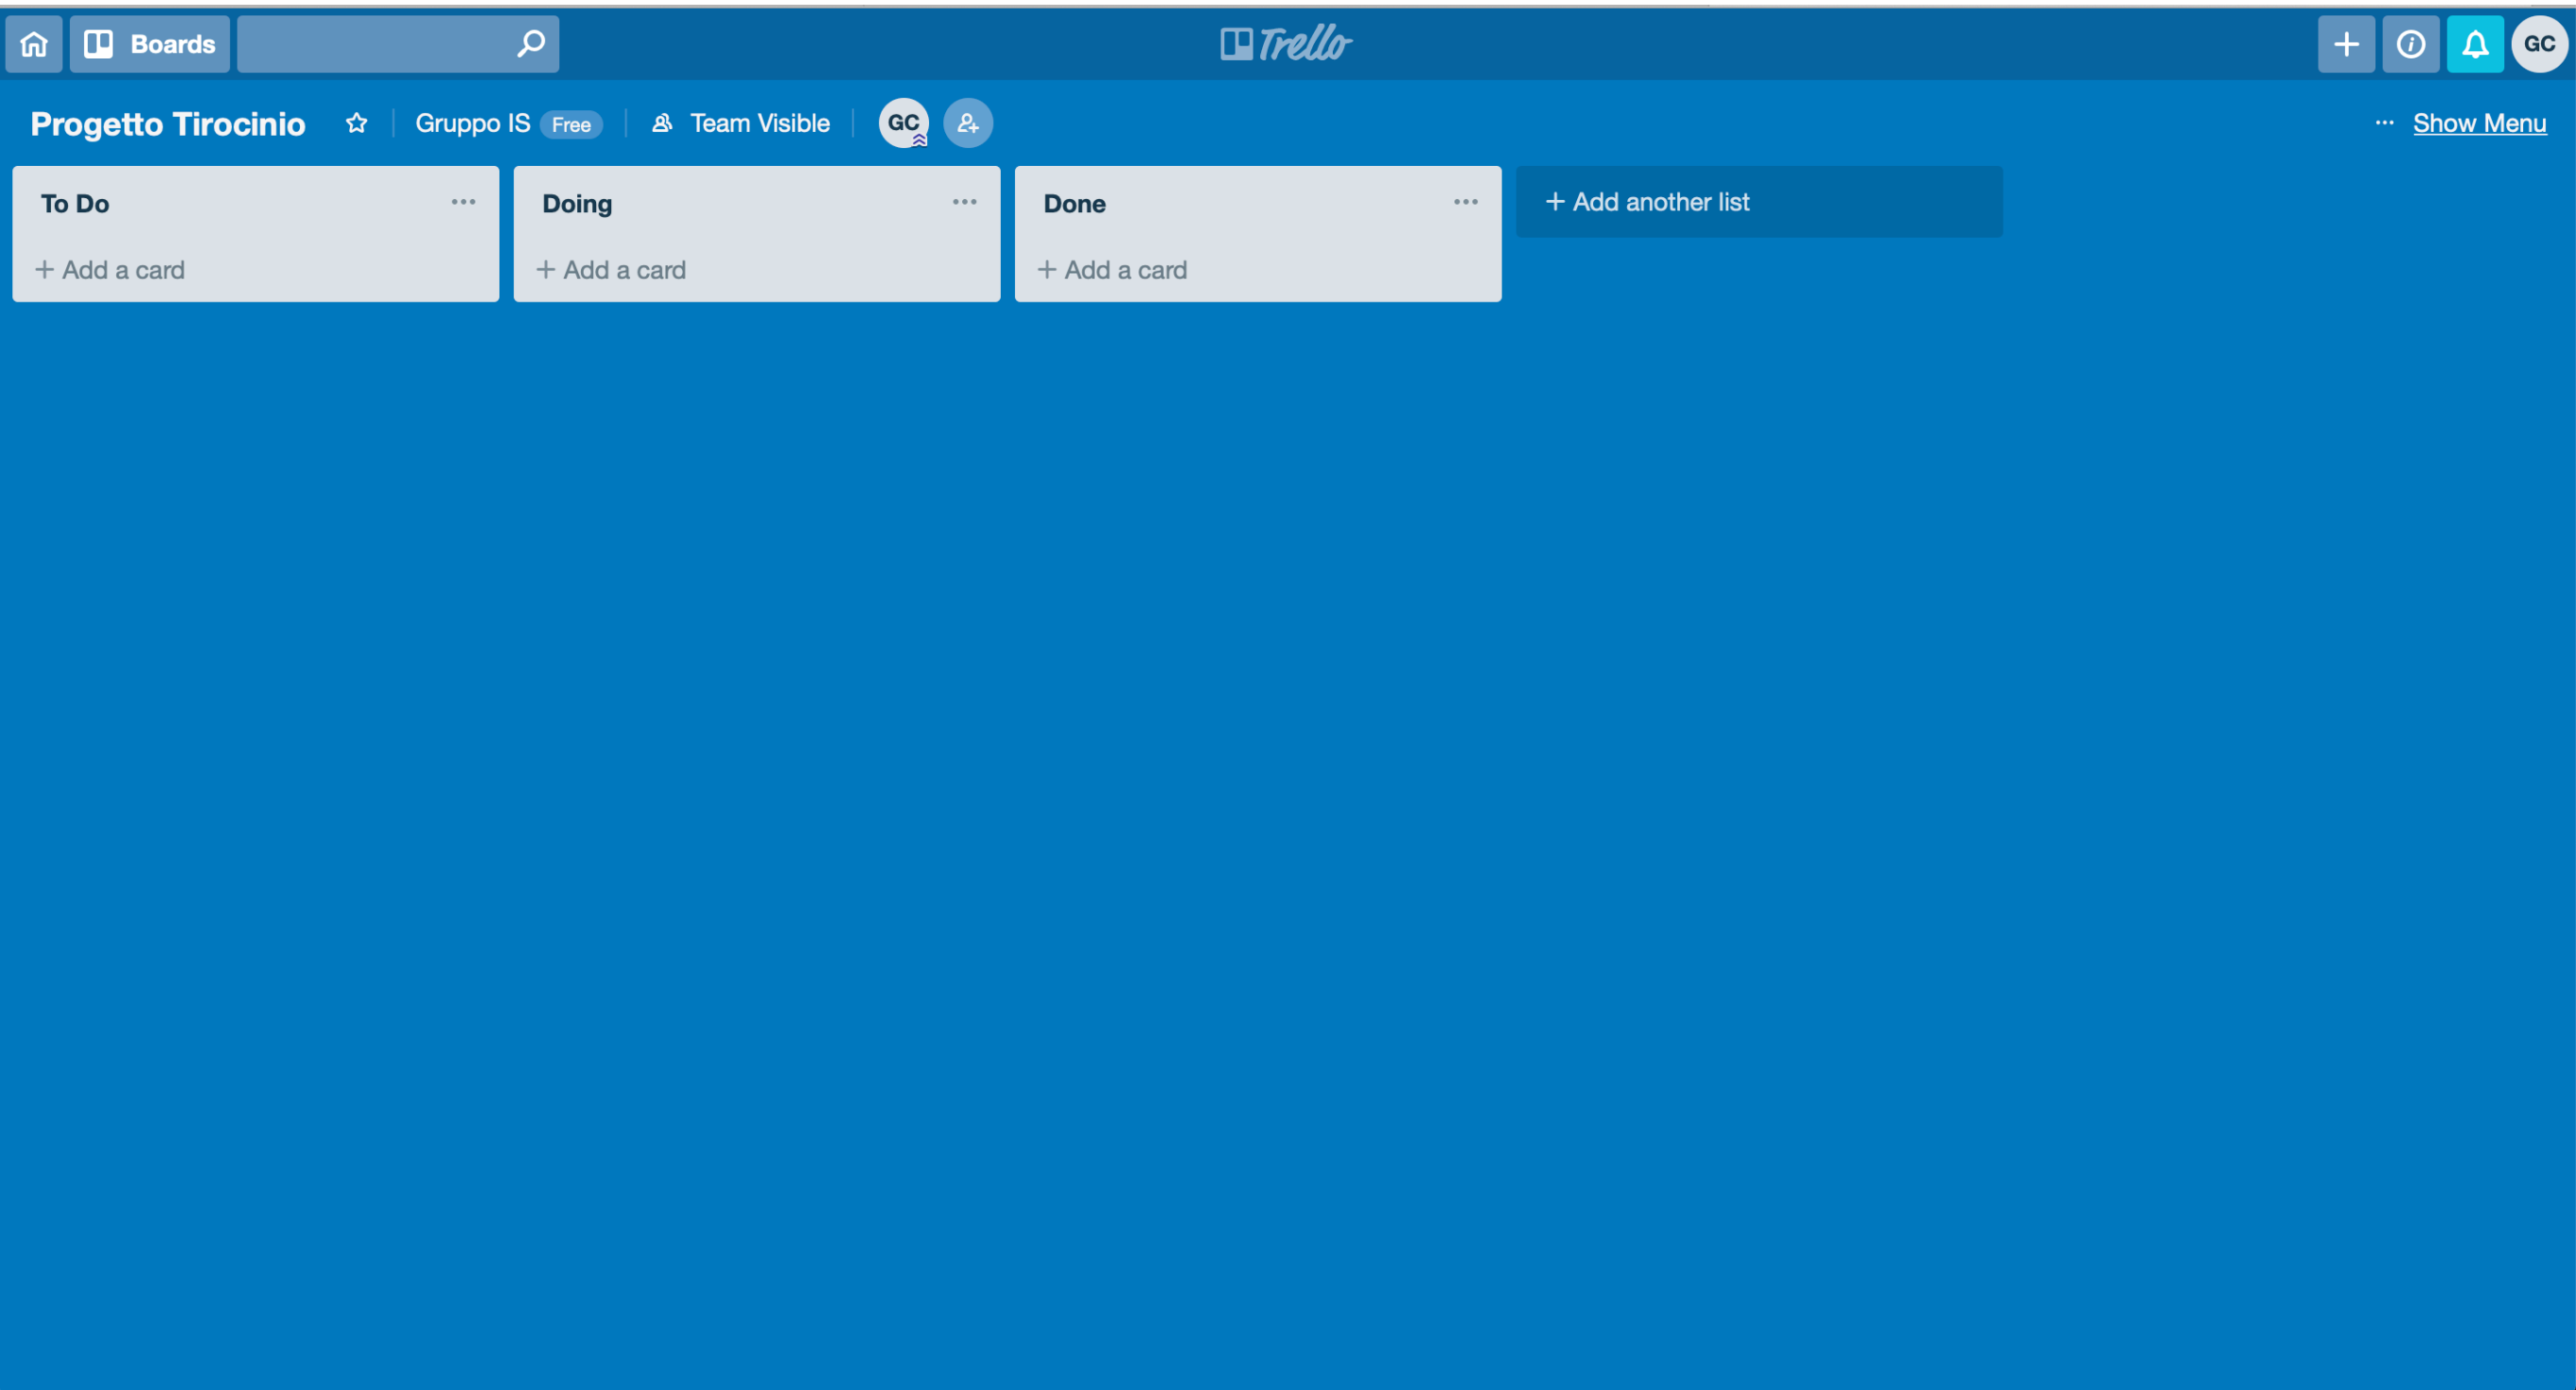 Boards
Trello
GC
Progetto Tirocinio
Gruppo IS Free
Team Visible
GC
... Show Menu
To Do ...
+ Add a card
Doing ...
+ Add a card
Done ...
+ Add a card
+ Add another list